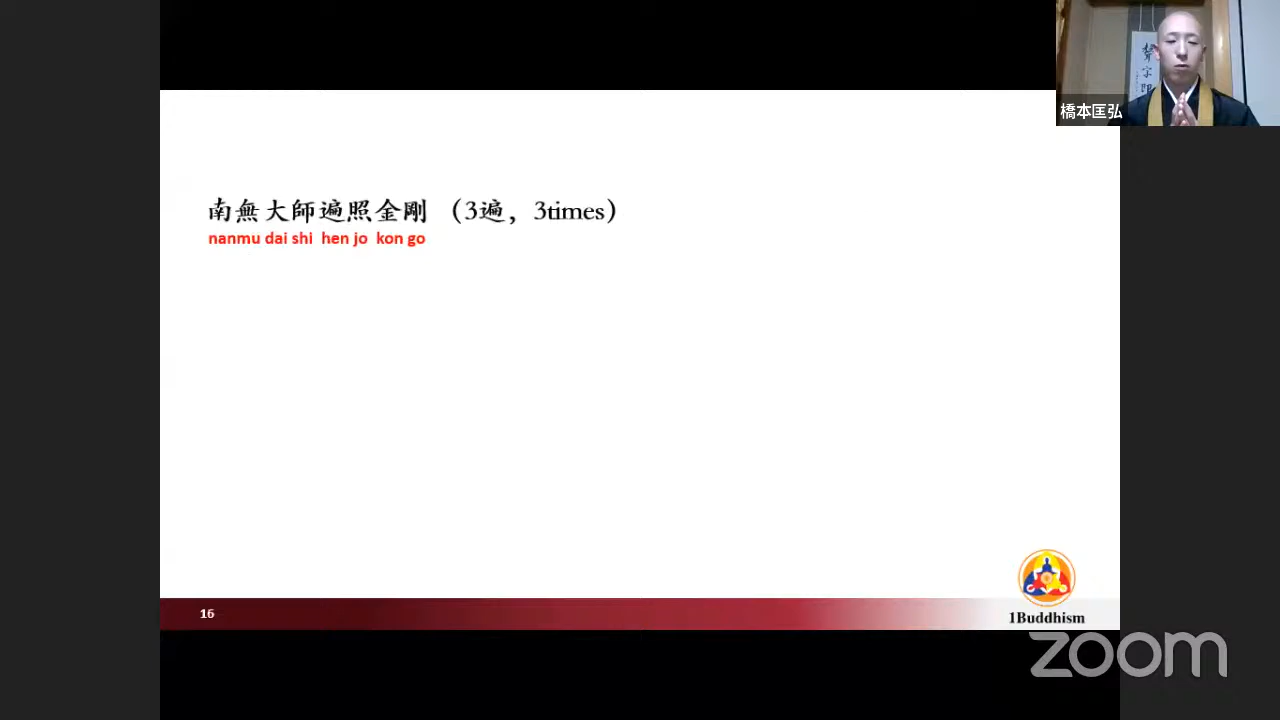 橋本匡弘
南無大師遍照金剛 （3遍，3times）
nanmu dai shi hen jo kon go
16
1Buddhism
zoom